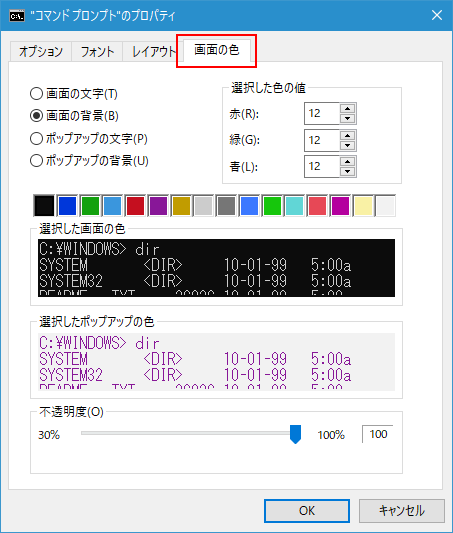 "コマンド プロンプト"のプロパティ
オプション フォント レイアウト 画面の色
画面の文字(T)
画面の背景(B)
ポップアップの文字(P)
ポップアップの背景(U)
選択した色の値
赤(R): 12
緑(G): 12
青(L): 12
選択した画面の色
C:¥WINDOWS> dir
SYSTEM <DIR> 10-01-99 5:00a
SYSTEM32 <DIR> 10-01-99 5:00a
選択したポップアップの色
C:¥WINDOWS> dir
SYSTEM <DIR> 10-01-99 5:00a
SYSTEM32 <DIR> 10-01-99 5:00a
不透明度(O)
30% 100% 100
OK キャンセル